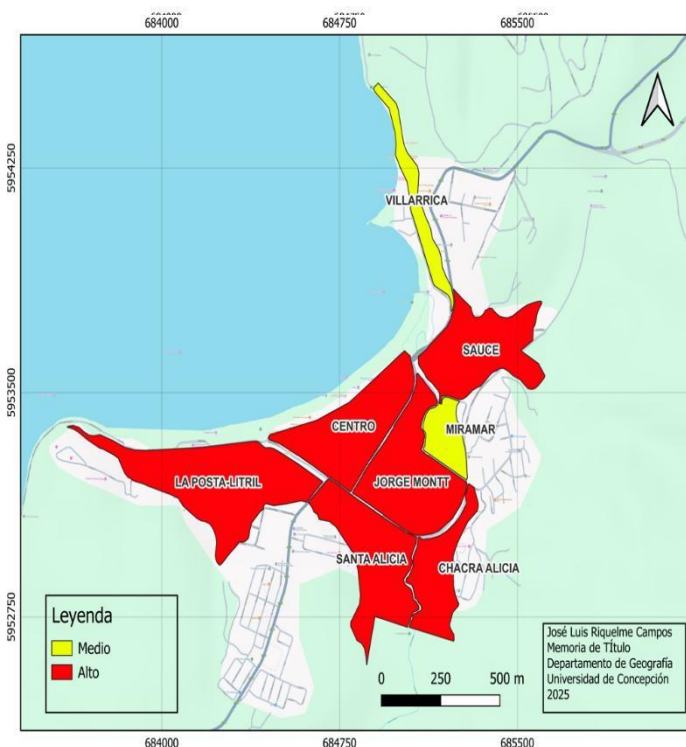 684000
684750
685500
5954250
5953500
5952750
VILLARRICA
SAUCE
CENTRO
MIRAMAR
LA POSTA-LITRIL
JORGE MONTT
SANTA ALICIA
CHACRA ALICIA
Leyenda
Medio
Alto
0 250 500 m
José Luis Riquelme Campos
Memoria de TÍtulo
Departamento de Geografía
Universidad de Concepción
2025
684000
684750
685500